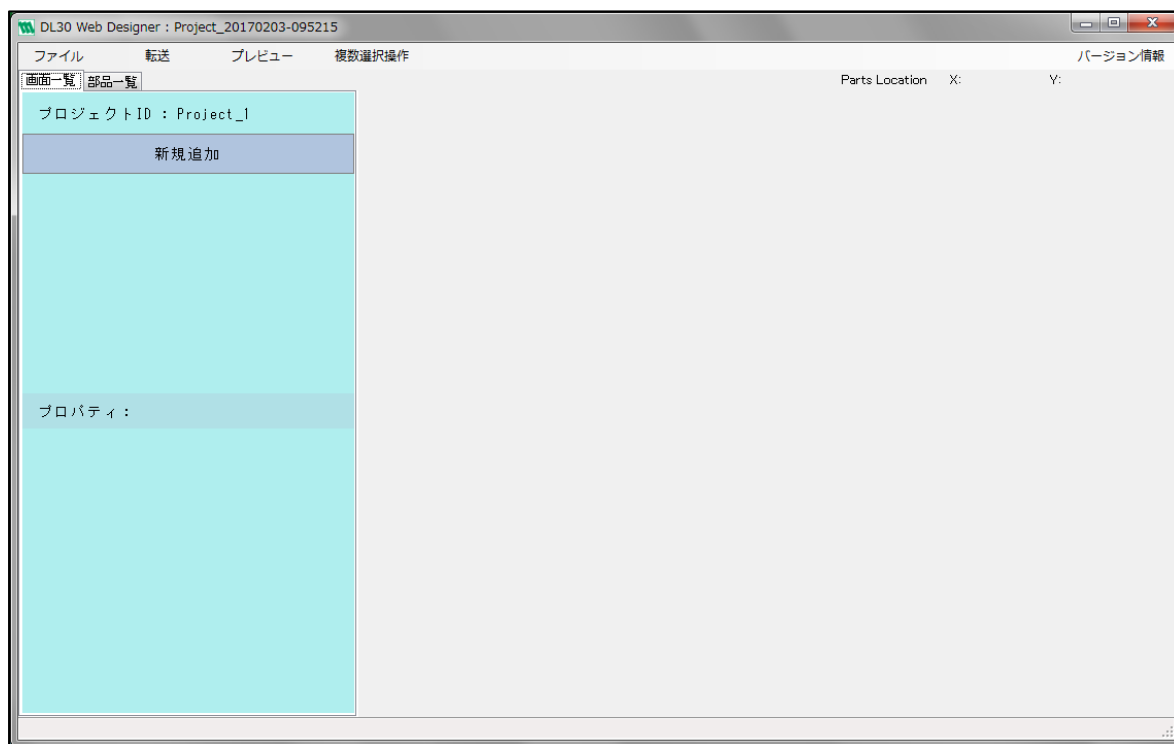 DL30 Web Designer : Project_20170203-095215
ファイル 転送 プレビュー 複数選択操作 バージョン情報
画面一覧 部品一覧 Parts Location X: Y:
プロジェクトID : Project_1
新規追加
プロパティ :